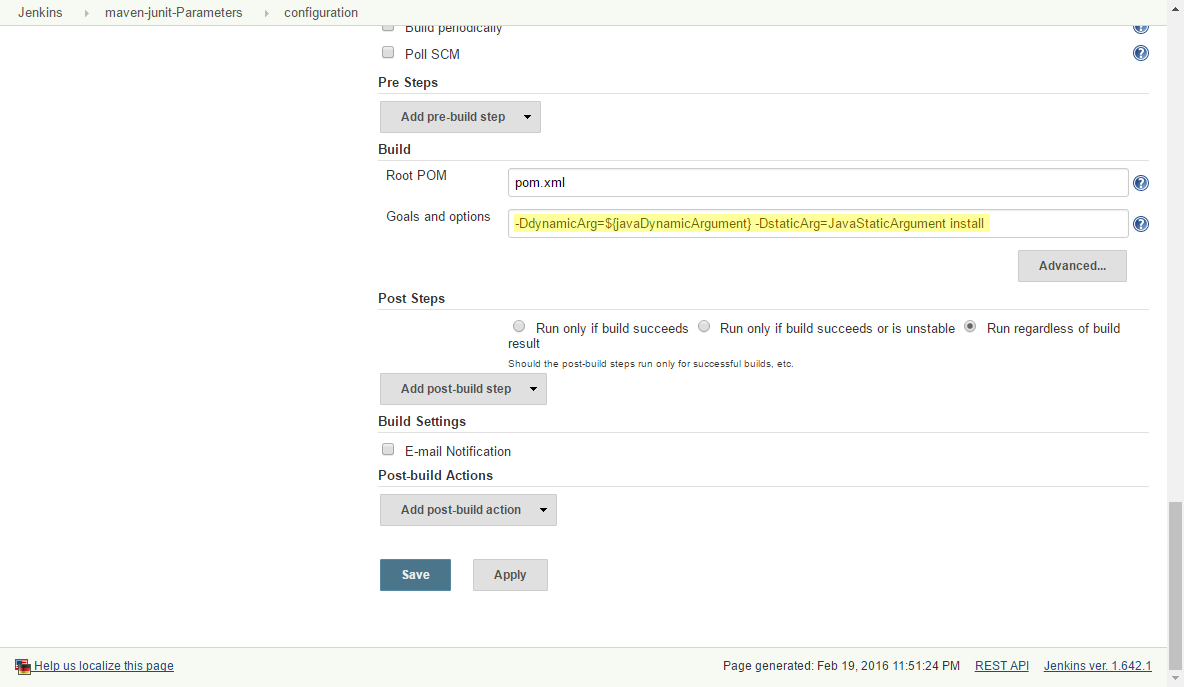 Jenkins maven-junit-Parameters configuration
Build periodically
Poll SCM
Pre Steps
Add pre-build step
Build
Root POM pom.xml
Goals and options -DdynamicArg=${javaDynamicArgument} -DstaticArg=JavaStaticArgument install
Advanced...
Post Steps
Run only if build succeeds Run only if build succeeds or is unstable Run regardless of build
result
Should the post-build steps run only for successful builds, etc.
Add post-build step
Build Settings
E-mail Notification
Post-build Actions
Add post-build action
Save Apply
Help us localize this page Page generated: Feb 19, 2016 11:51:24 PM REST API Jenkins ver. 1.642.1